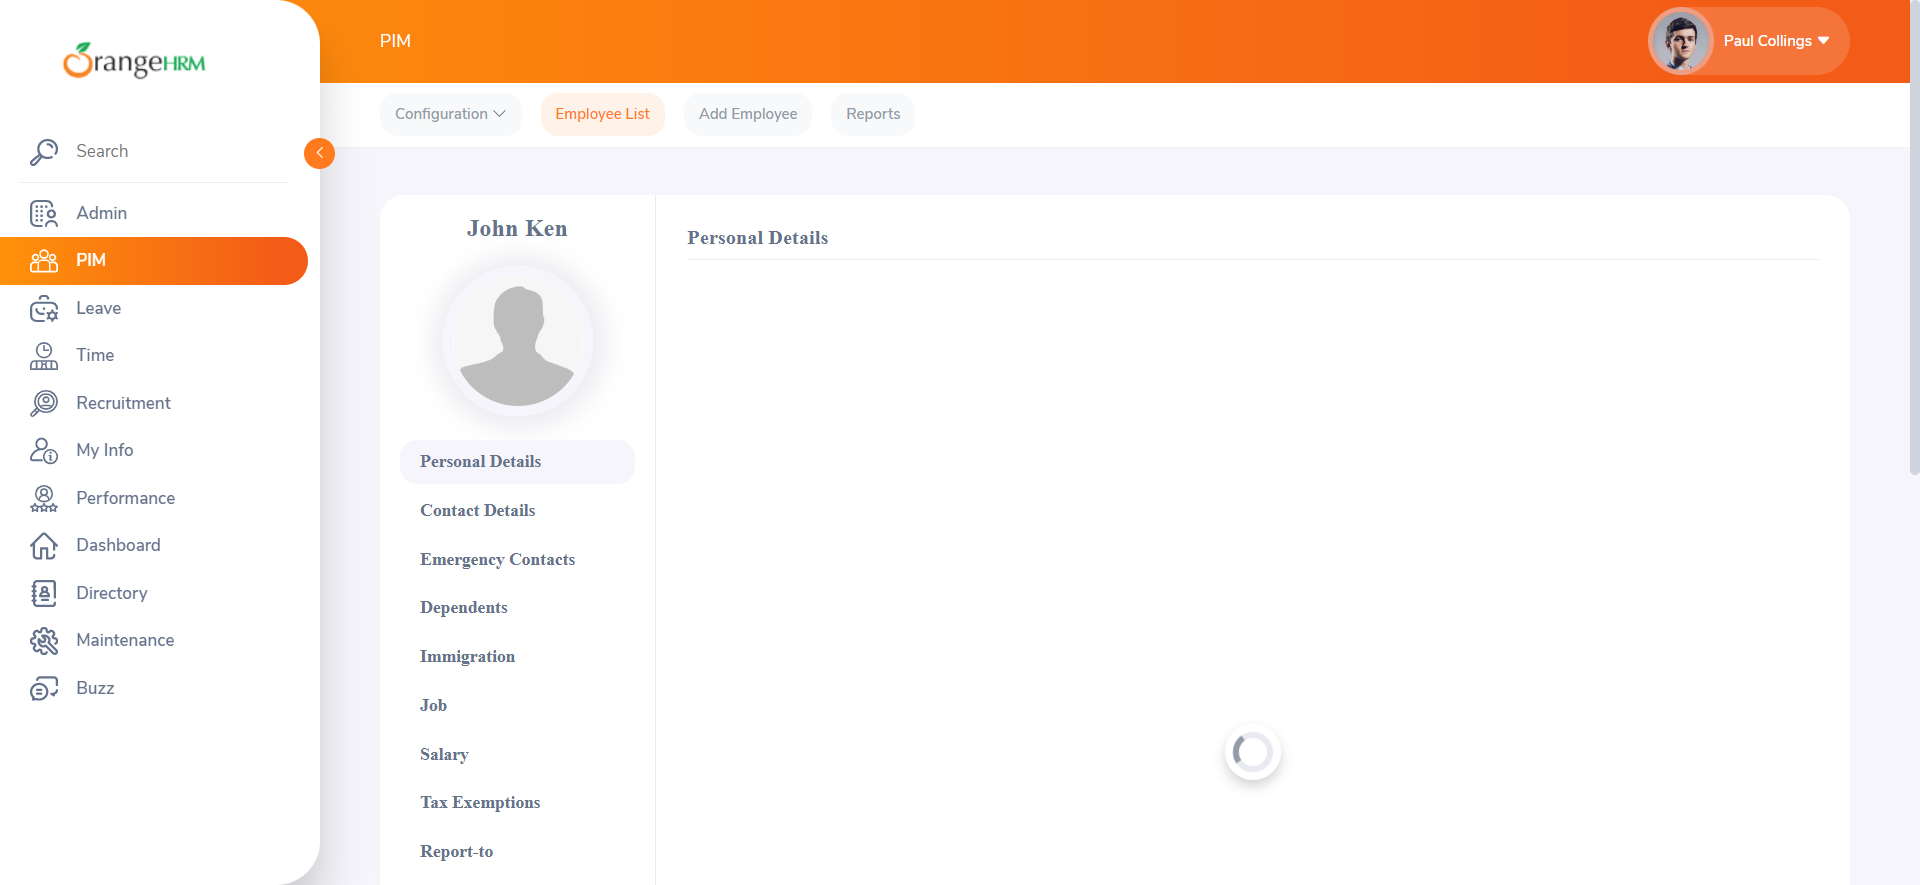 OrangeHRM
Search
Admin
PIM
Leave
Time
Recruitment
My Info
Performance
Dashboard
Directory
Maintenance
Buzz
PIM
Paul Collings
Configuration
Employee List
Add Employee
Reports
John Ken
Personal Details
Contact Details
Emergency Contacts
Dependents
Immigration
Job
Salary
Tax Exemptions
Report-to
Personal Details